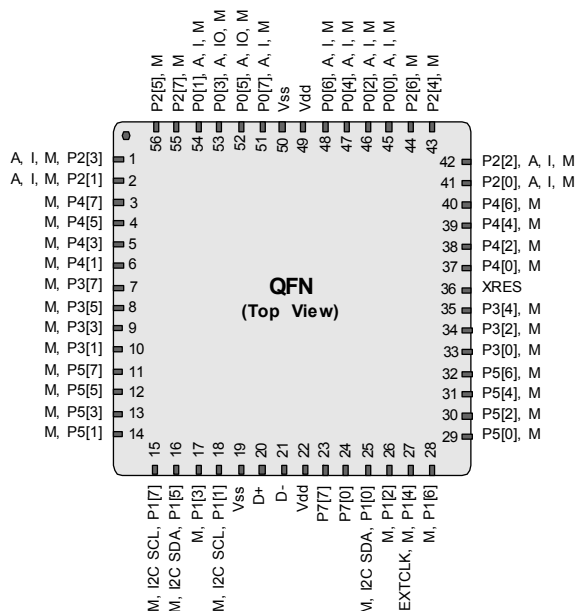 P2[5], M
P2[7], M
P0[1], A, I, M
P0[3], A, IO, M
P0[5], A, IO, M
P0[7], A, I, M
Vss
Vdd
P0[6], A, I, M
P0[4], A, I, M
P0[2], A, I, M
P0[0], A, I, M
P2[6], M
P2[4], M
56
55
54
53
52
51
50
49
48
47
46
45
44
43
A, I, M, P2[3] 1
A, I, M, P2[1] 2
M, P4[7] 3
M, P4[5] 4
M, P4[3] 5
M, P4[1] 6
M, P3[7] 7
M, P3[5] 8
M, P3[3] 9
M, P3[1] 10
M, P5[7] 11
M, P5[5] 12
M, P5[3] 13
M, P5[1] 14
QFN
(Top View)
42 P2[2], A, I, M
41 P2[0], A, I, M
40 P4[6], M
39 P4[4], M
38 P4[2], M
37 P4[0], M
36 XRES
35 P3[4], M
34 P3[2], M
33 P3[0], M
32 P5[6], M
31 P5[4], M
30 P5[2], M
29 P5[0], M
15
16
17
18
19
20
21
22
23
24
25
26
27
28
M, I2C SCL, P1[7]
M, I2C SDA, P1[5]
M, P1[3]
M, I2C SCL, P1[1]
Vss
D+
D-
Vdd
P7[7]
P7[0]
M, I2C SDA, P1[0]
M, P1[2]
EXTCLK, M, P1[4]
M, P1[6]